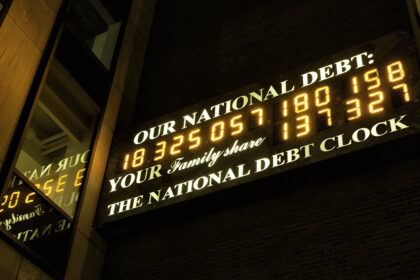 OUR NATIONAL DEBT:
18 325 057 180 158
YOUR Family share 137 327
THE NATIONAL DEBT CLOCK